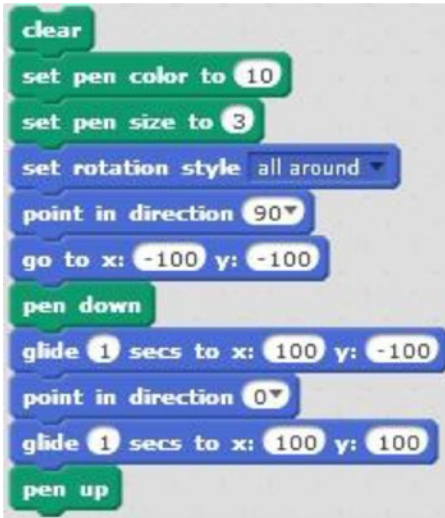 clear
set pen color to 10
set pen size to 3
set rotation style all around
point in direction 90
go to x: -100 y: -100
pen down
glide 1 secs to x: 100 y: -100
point in direction 0
glide 1 secs to x: 100 y: 100
pen up